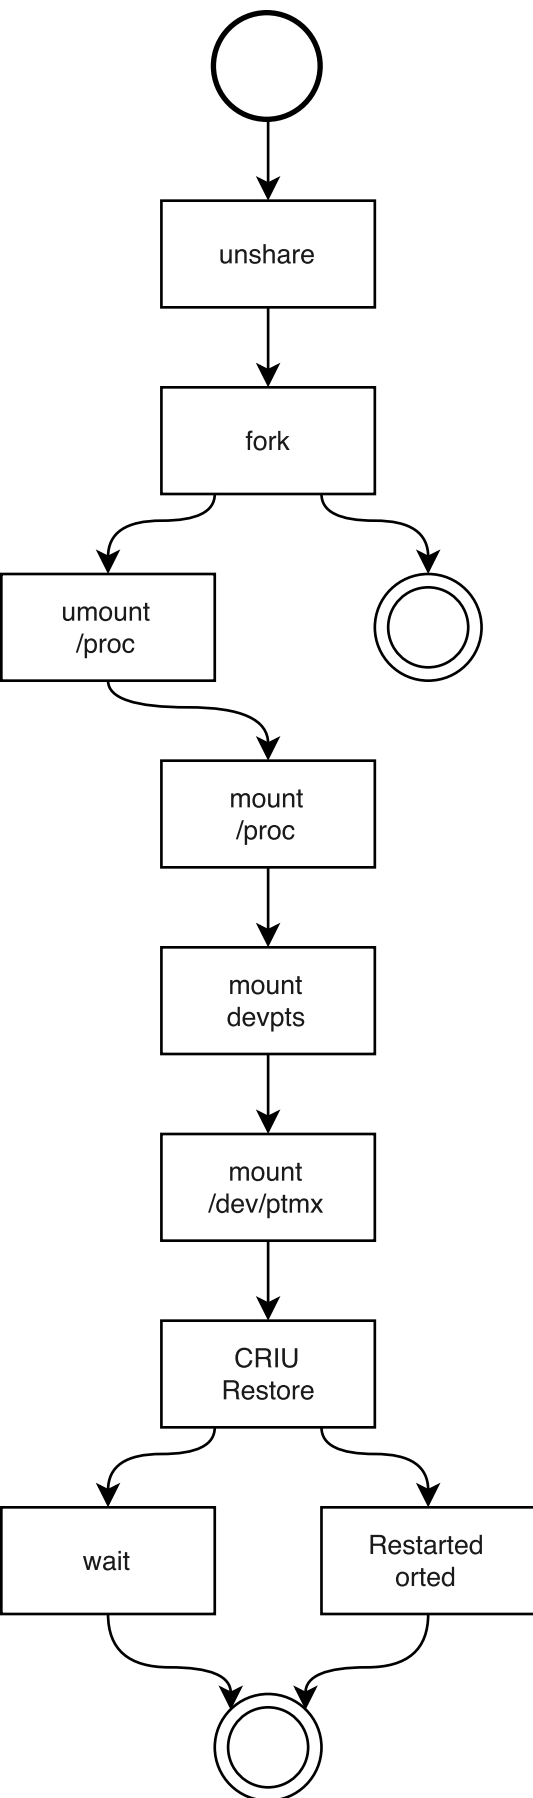 unshare
fork
umount
/proc
mount
/proc
mount
devpts
mount
/dev/ptmx
CRIU
Restore
wait
Restarted
orted